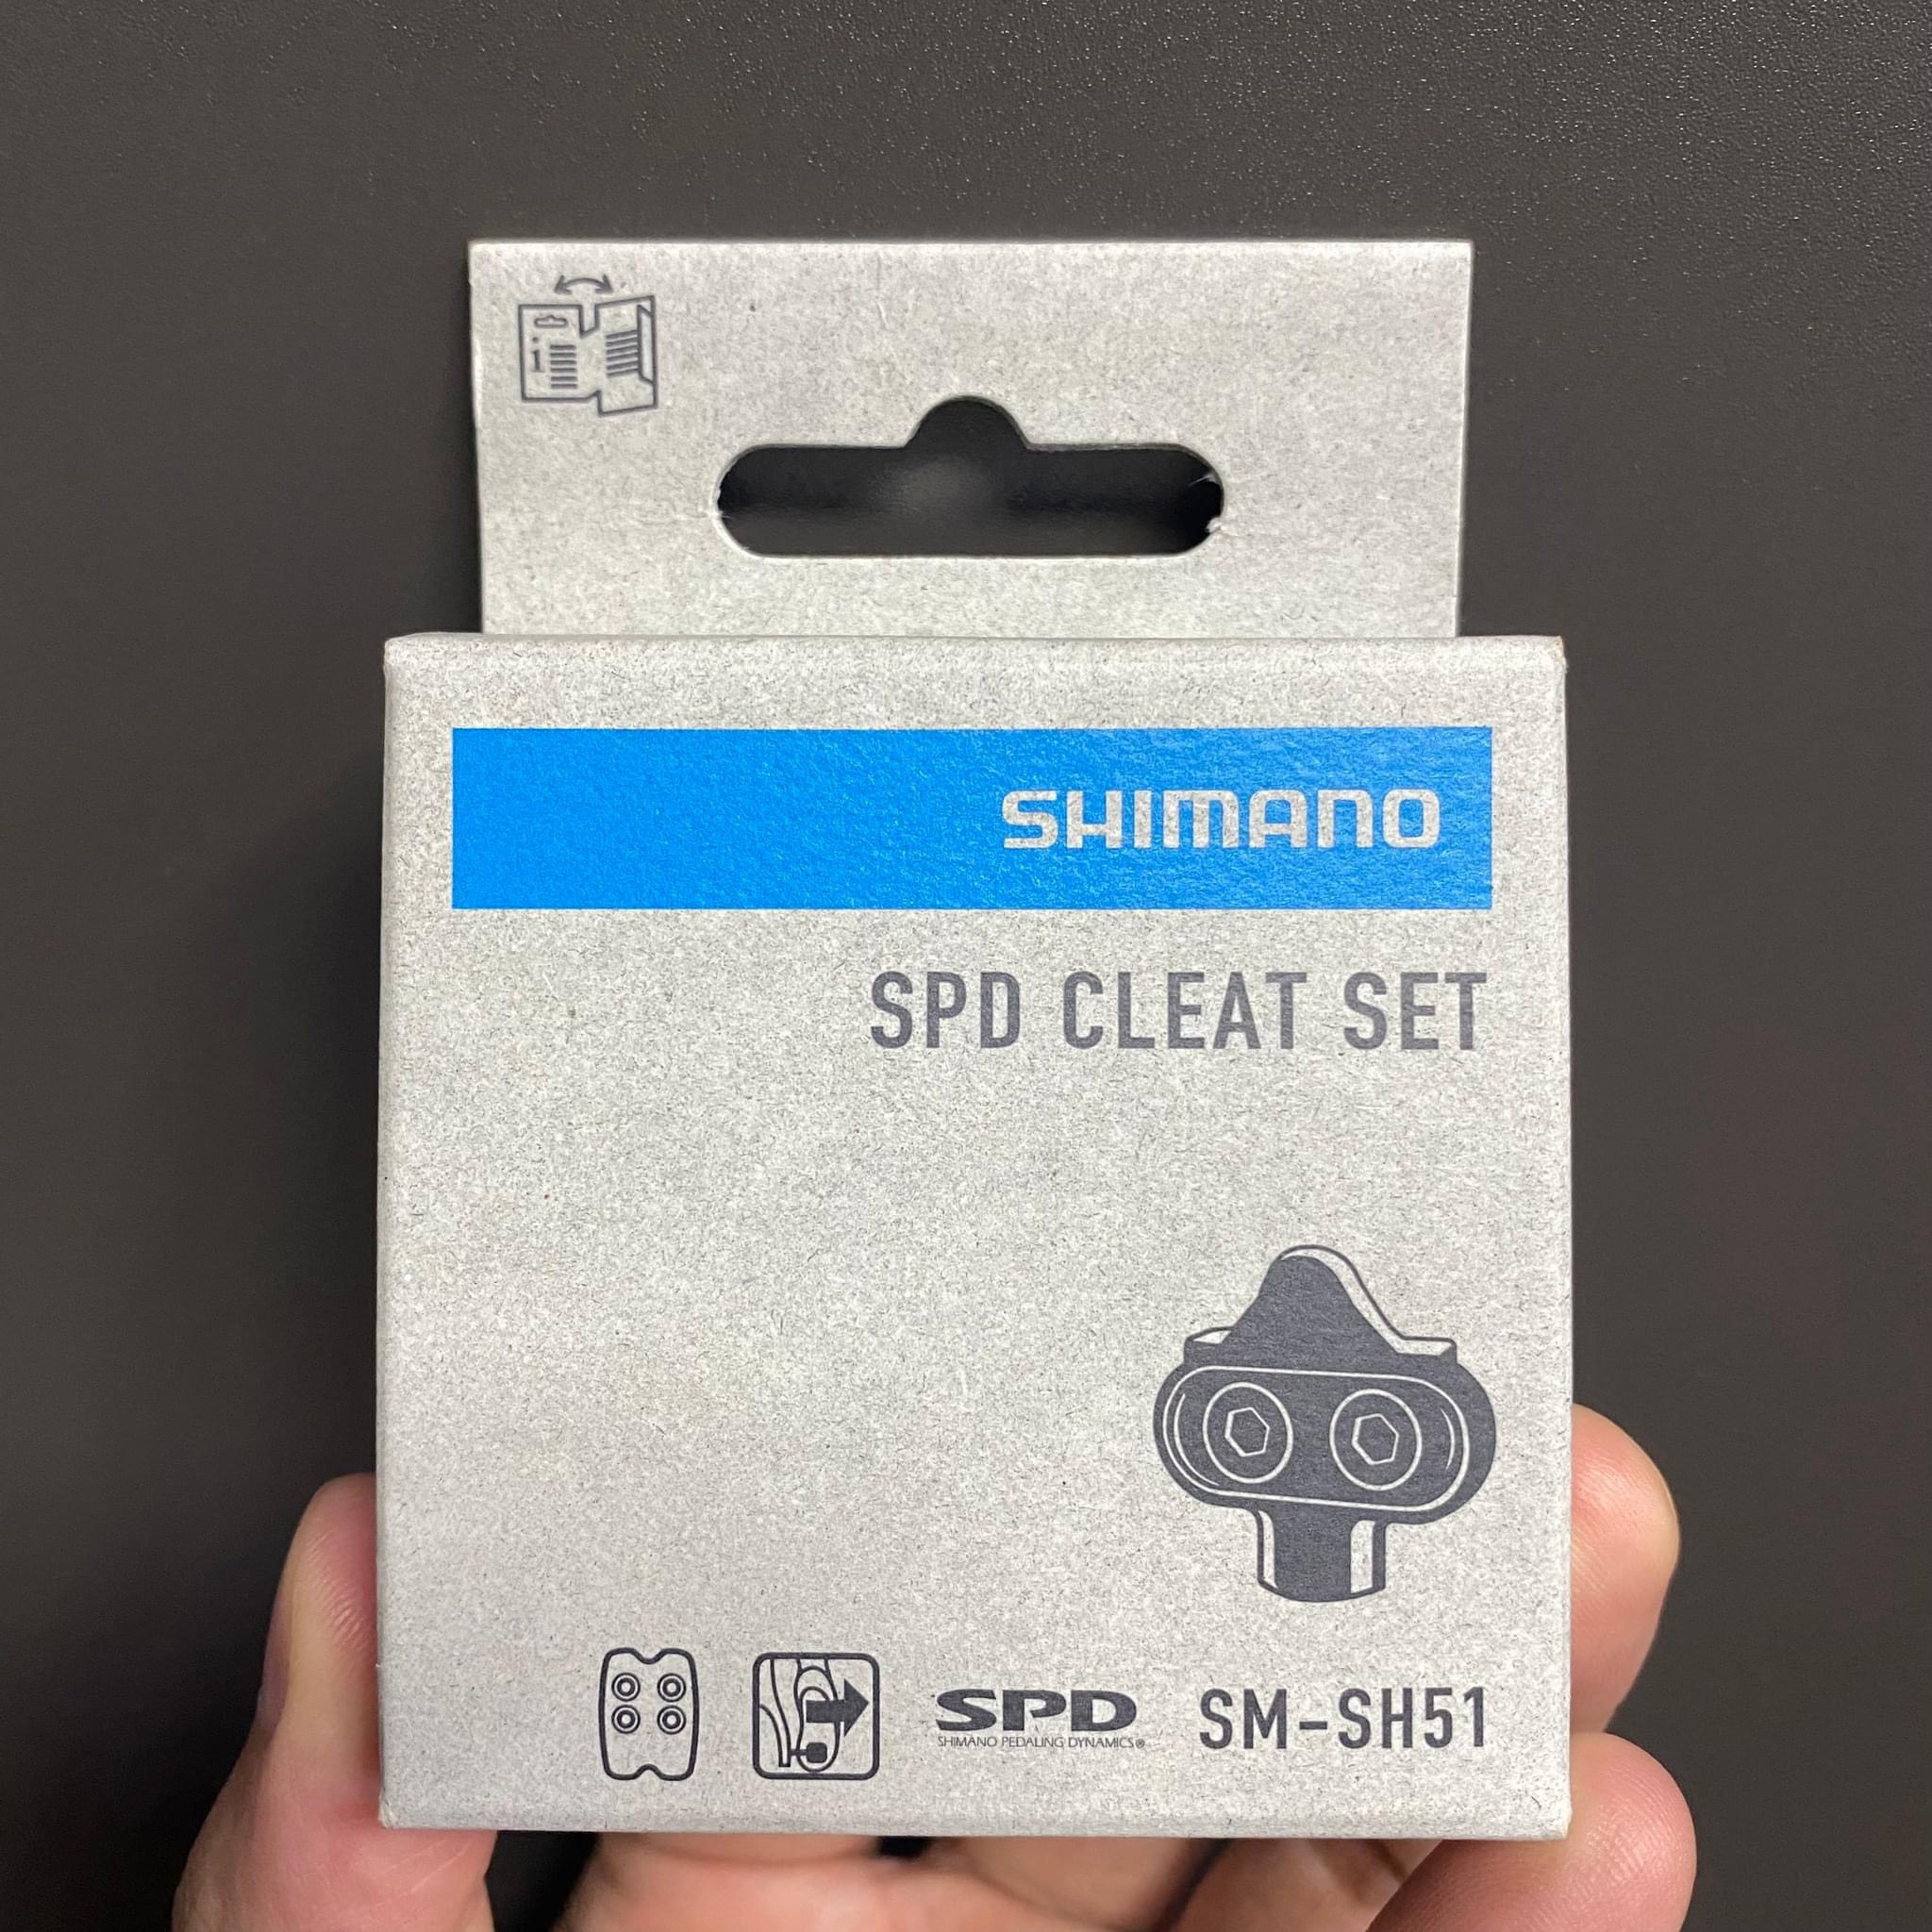 i
SHIMANO
SPD CLEAT SET
SPD
SHIMANO PEDALING DYNAMICS®
SM-SH51